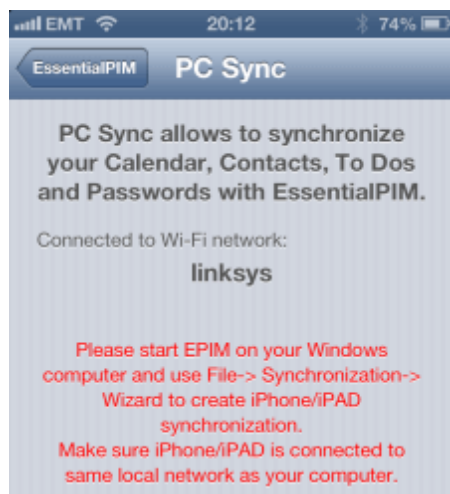 EMT 20:12 74%
EssentialPIM PC Sync
PC Sync allows to synchronize
your Calendar, Contacts, To Dos
and Passwords with EssentialPIM.
Connected to Wi-Fi network:
linksys
Please start EPIM on your Windows
computer and use File-> Synchronization->
Wizard to create iPhone/iPAD
synchronization.
Make sure iPhone/iPAD is connected to
same local network as your computer.